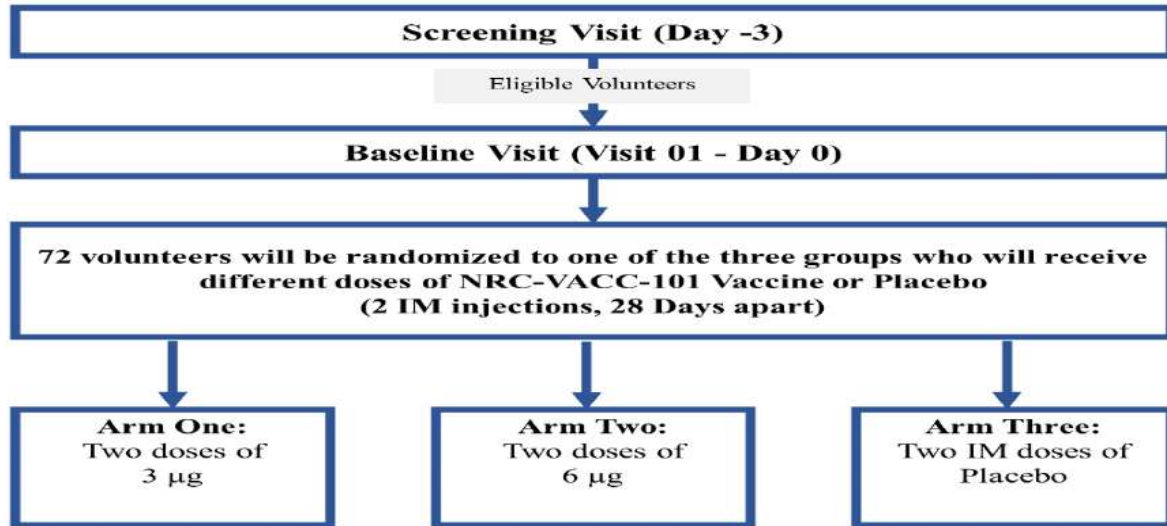 Screening Visit (Day -3)
Eligible Volunteers
Baseline Visit (Visit 01 - Day 0)
72 volunteers will be randomized to one of the three groups who will receive
different doses of NRC-VACC-101 Vaccine or Placebo
(2 IM injections, 28 Days apart)
Arm One:
Two doses of
3 μg
Arm Two:
Two doses of
6 μg
Arm Three:
Two IM doses of
Placebo